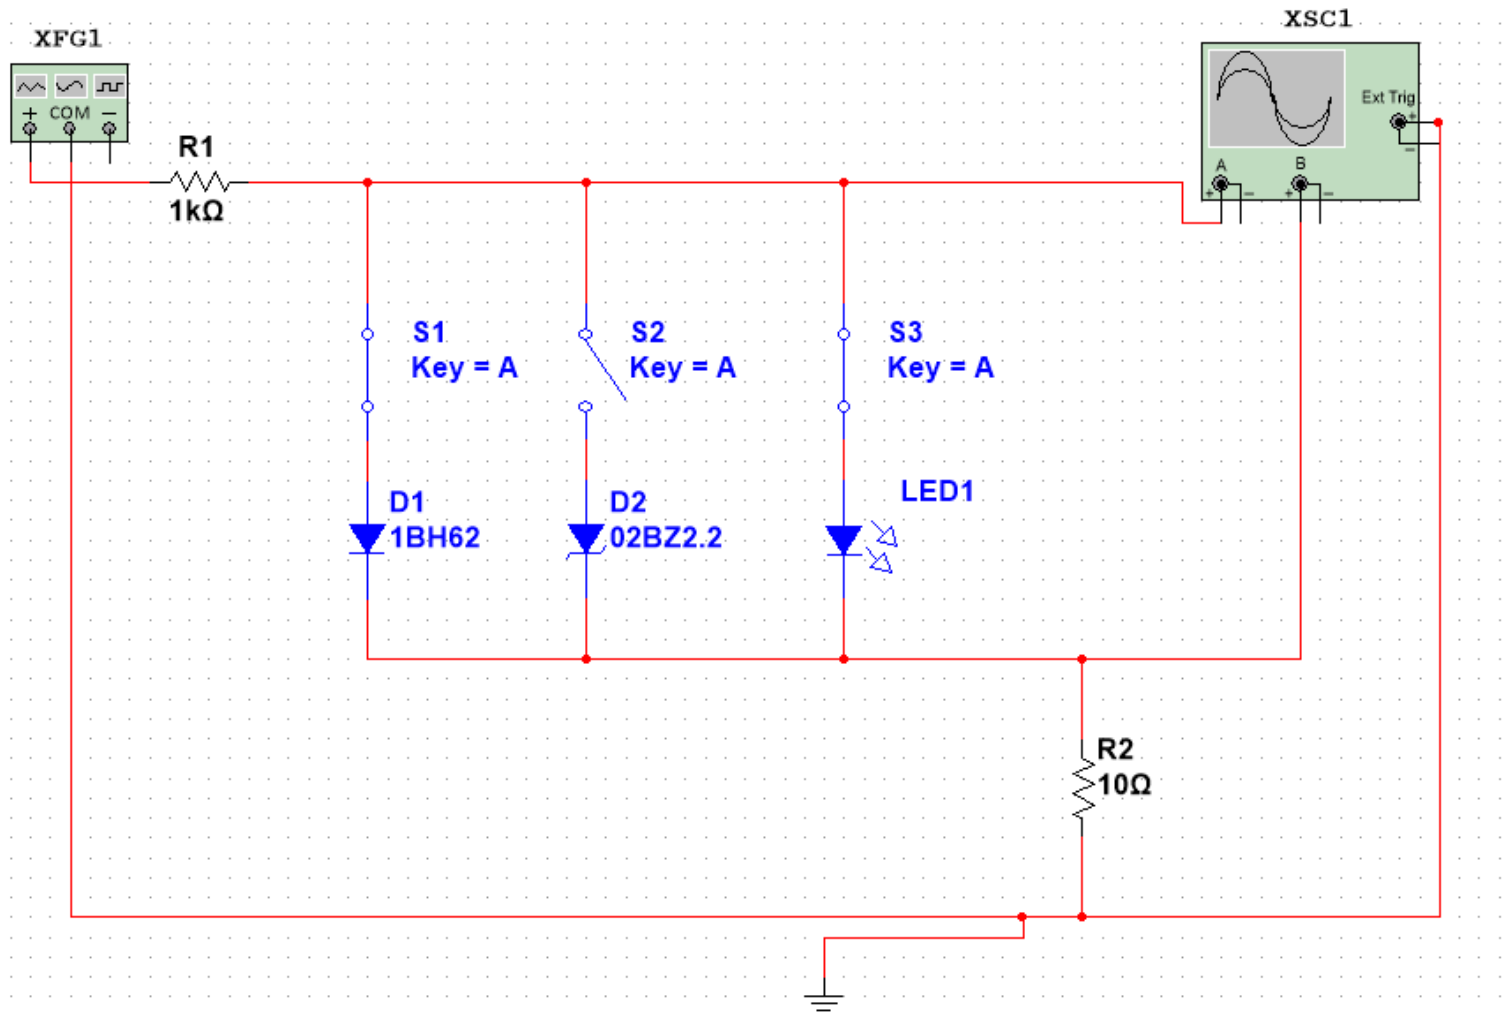 XSC1
XFG1
+ COM −
Ext Trig
+
−
A
B
+ − + −
R1
1kΩ
S1
Key = A
S2
Key = A
S3
Key = A
LED1
D1
1BH62
D2
02BZ2.2
R2
10Ω